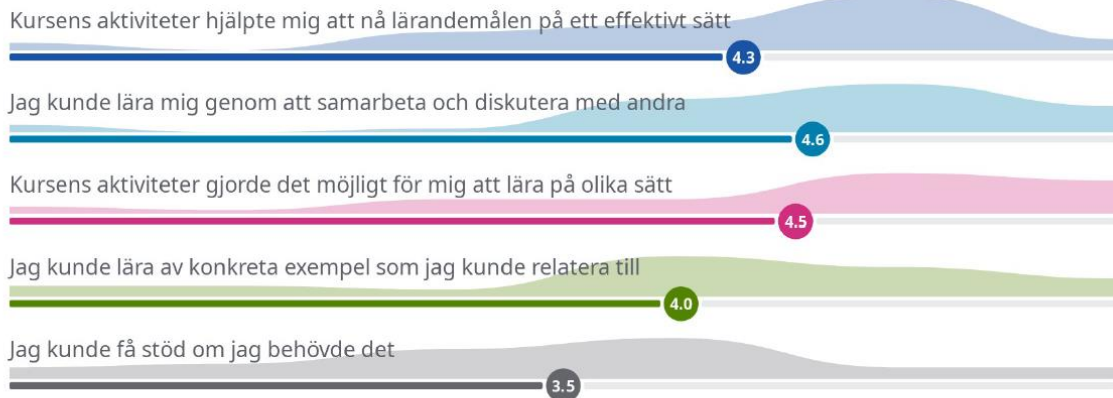 Kursens aktiviteter hjälpte mig att nå lärandemålen på ett effektivt sätt
4.3
Jag kunde lära mig genom att samarbeta och diskutera med andra
4.6
Kursens aktiviteter gjorde det möjligt för mig att lära på olika sätt
4.5
Jag kunde lära av konkreta exempel som jag kunde relatera till
4.0
Jag kunde få stöd om jag behövde det
3.5